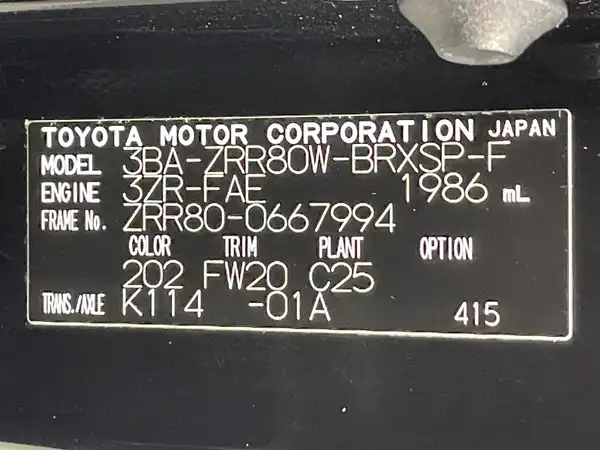 TOYOTA MOTOR CORPORATION JAPAN
MODEL 3BA-ZRR80W-BRXSP-F
ENGINE 3ZR-FAE 1986 mL
FRAME No. ZRR80-0667994
COLOR TRIM PLANT OPTION
202 FW20 C25
TRANS./AXLE K114 -01A 415